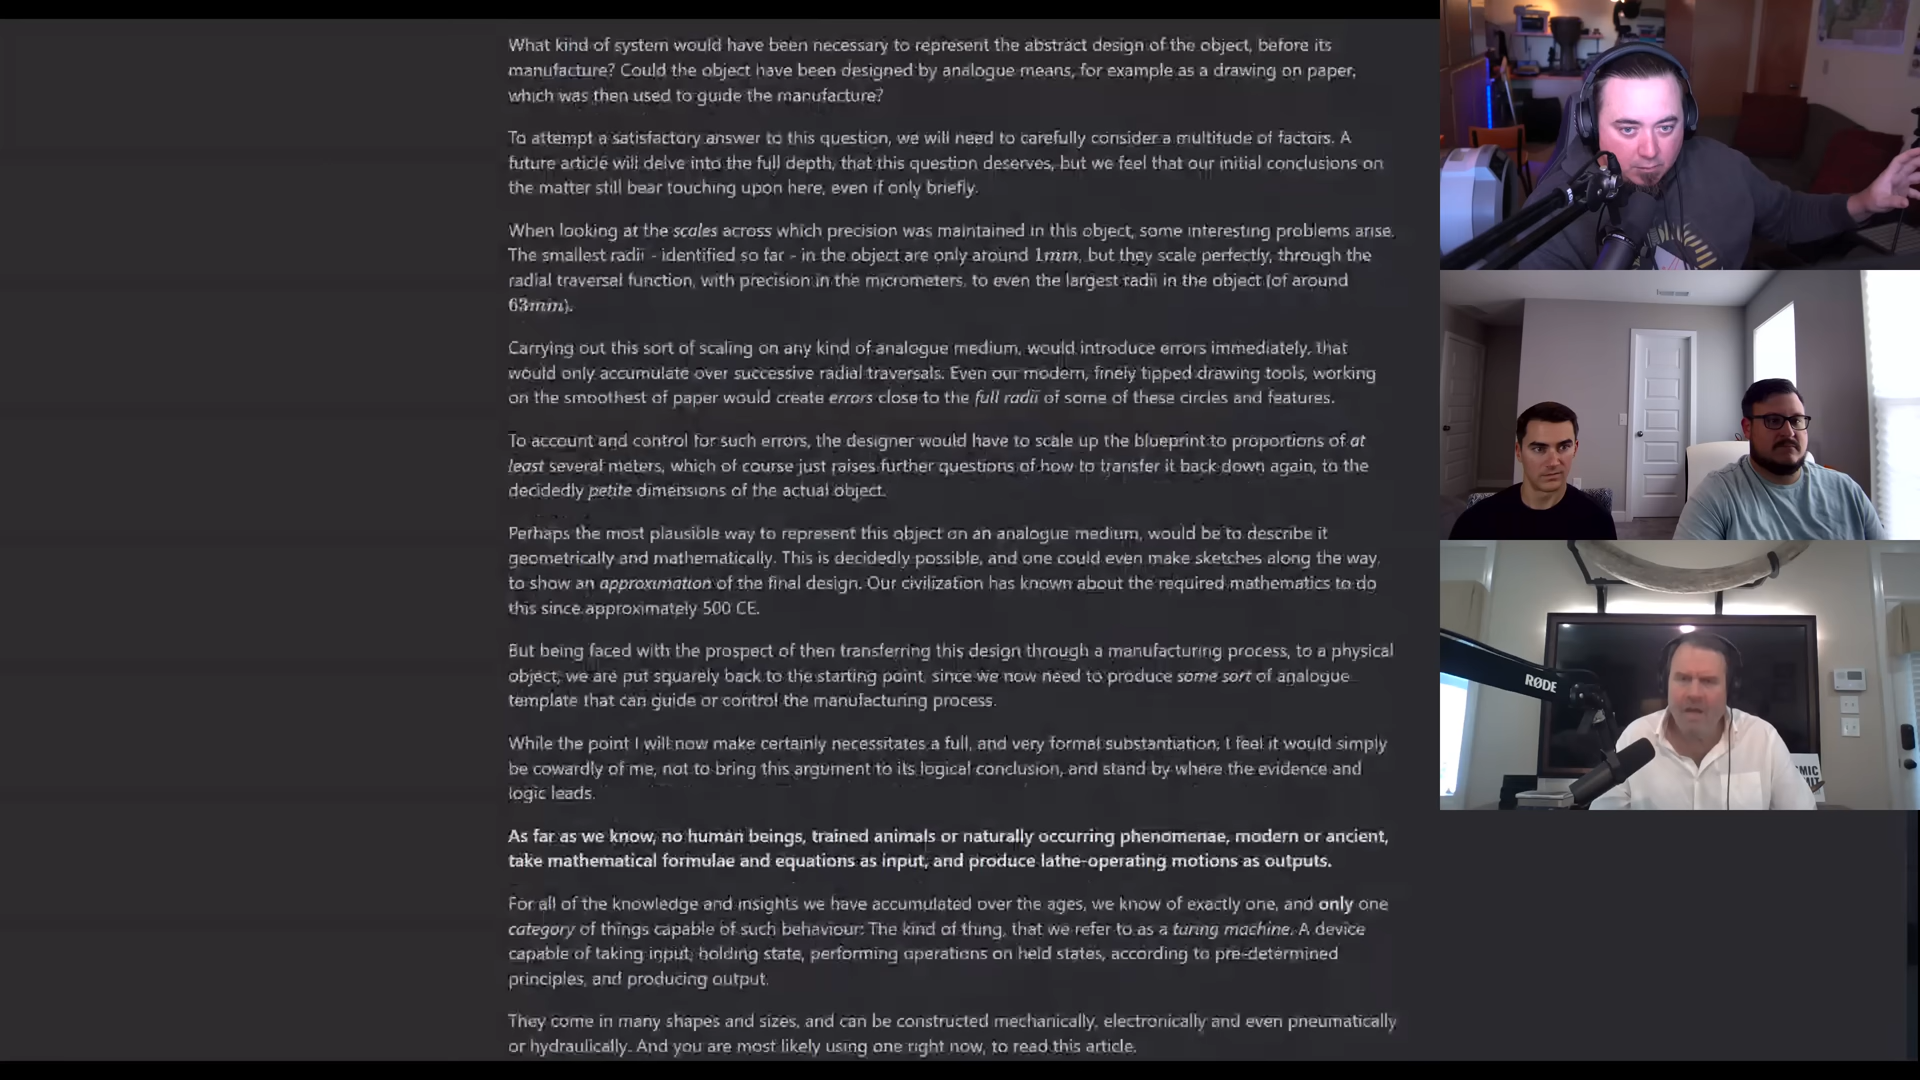 What kind of system would have been necessary to represent the abstract design of the object, before its
manufacture? Could the object have been designed by analogue means, for example as a drawing on paper,
which was then used to guide the manufacture?
To attempt a satisfactory answer to this question, we will need to carefully consider a multitude of factors. A
future article will delve into the full depth, that this question deserves, but we feel that our initial conclusions on
the matter still bear touching upon here, even if only briefly.
When looking at the scales across which precision was maintained in this object, some interesting problems arise.
The smallest radii - identified so far - in the object are only around 1mm, but they scale perfectly, through the
radial traversal function, with precision in the micrometers, to even the largest radii in the object (of around
63mm).
Carrying out this sort of scaling on any kind of analogue medium, would introduce errors immediately, that
would only accumulate over successive radial traversals. Even our modern, finely tipped drawing tools, working
on the smoothest of paper would create errors close to the full radii of some of these circles and features.
To account and control for such errors, the designer would have to scale up the blueprint to proportions of at
least several meters, which of course just raises further questions of how to transfer it back down again, to the
decidedly petite dimensions of the actual object.
Perhaps the most plausible way to represent this object on an analogue medium, would be to describe it
geometrically and mathematically. This is decidedly possible, and one could even make sketches along the way,
to show an approximation of the final design. Our civilization has known about the required mathematics to do
this since approximately 500 CE.
But being faced with the prospect of then transferring this design through a manufacturing process, to a physical
object, we are put squarely back to the starting point, since we now need to produce some sort of analogue
template that can guide or control the manufacturing process.
While the point I will now make certainly necessitates a full, and very formal substantiation, I feel it would simply
be cowardly of me, not to bring this argument to its logical conclusion, and stand by where the evidence and
logic leads.
As far as we know, no human beings, trained animals or naturally occurring phenomenae, modern or ancient,
take mathematical formulae and equations as input, and produce lathe-operating motions as outputs.
For all of the knowledge and insights we have accumulated over the ages, we know of exactly one, and only one
category of things capable of such behaviour: The kind of thing, that we refer to as a turing machine. A device
capable of taking input, holding state, performing operations on held states, according to pre-determined
principles, and producing output.
They come in many shapes and sizes, and can be constructed mechanically, electronically and even pneumatically
or hydraulically. And you are most likely using one right now, to read this article.
RØDE